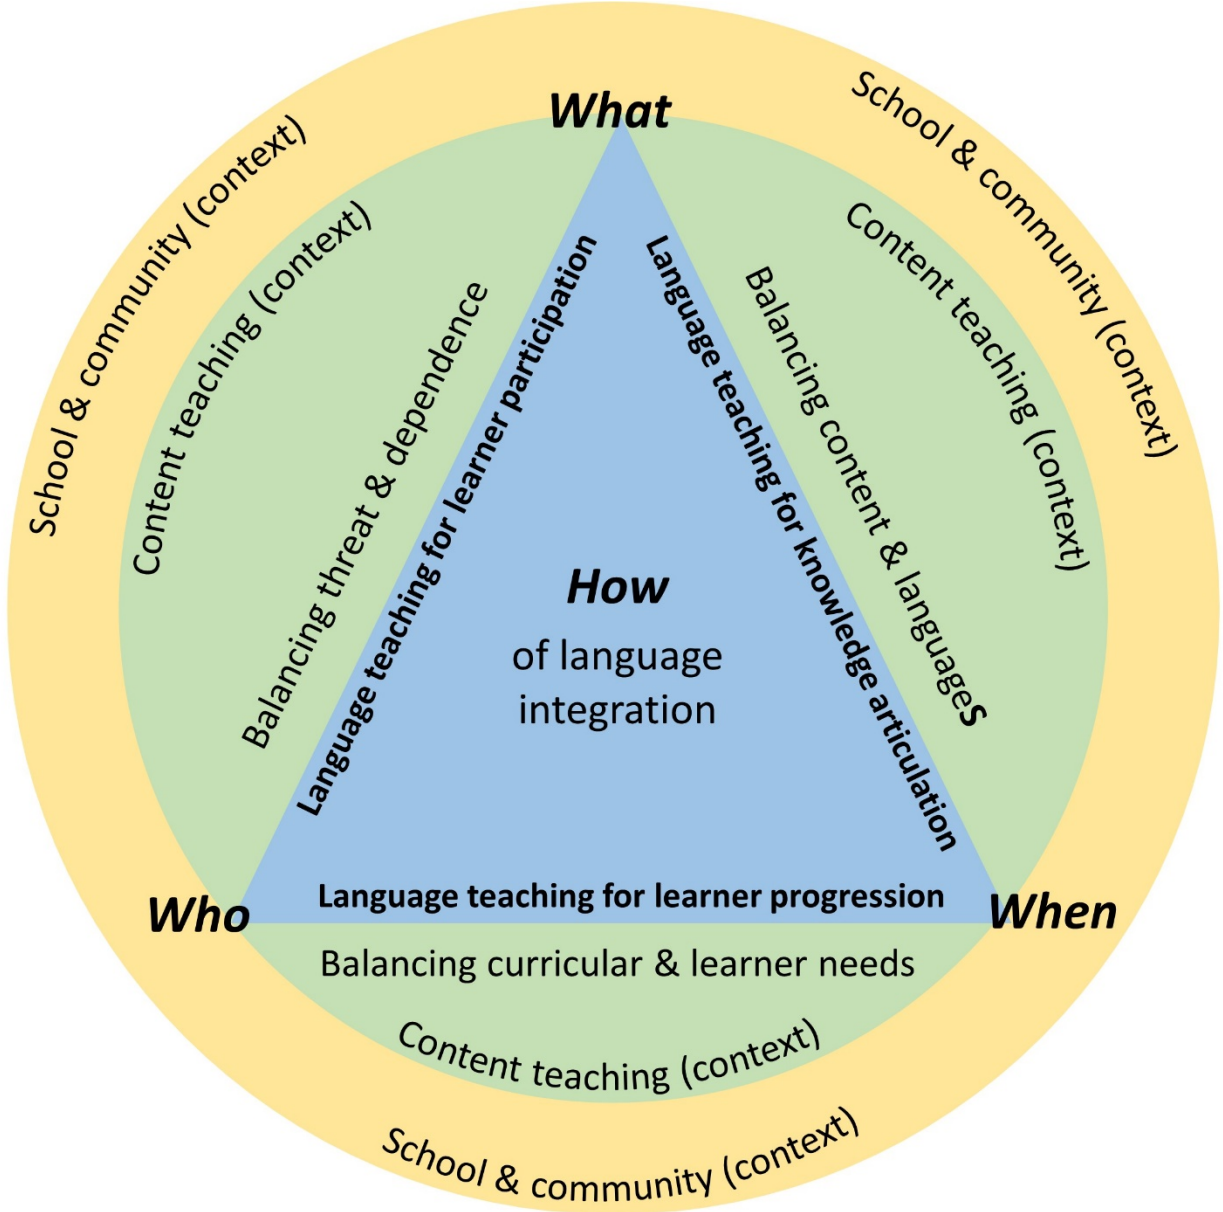 What
School & community (context)
School & community (context)
Content teaching (context)
Content teaching (context)
Balancing threat & dependence
Language teaching for learner participation
Language teaching for knowledge articulation
Balancing content & languages
How
of language
integration
Who
Language teaching for learner progression
When
Balancing curricular & learner needs
Content teaching (context)
School & community (context)